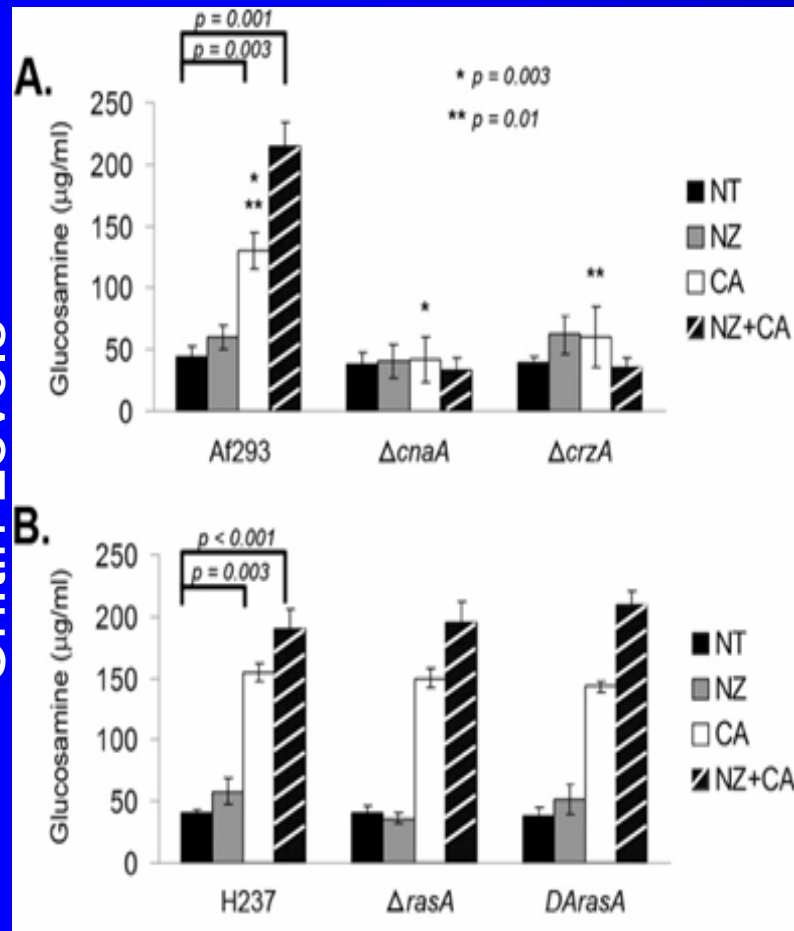 p = 0.001
p = 0.003
A.
* p = 0.003
** p = 0.01
250
200
150
100
50
0
Glucosamine (µg/ml)
*
**
*
**
NT
NZ
CA
NZ+CA
Af293
ΔcnaA
ΔcrzA
B.
p < 0.001
p = 0.003
250
200
150
100
50
0
Glucosamine (µg/ml)
NT
NZ
CA
NZ+CA
H237
ΔrasA
DArasA